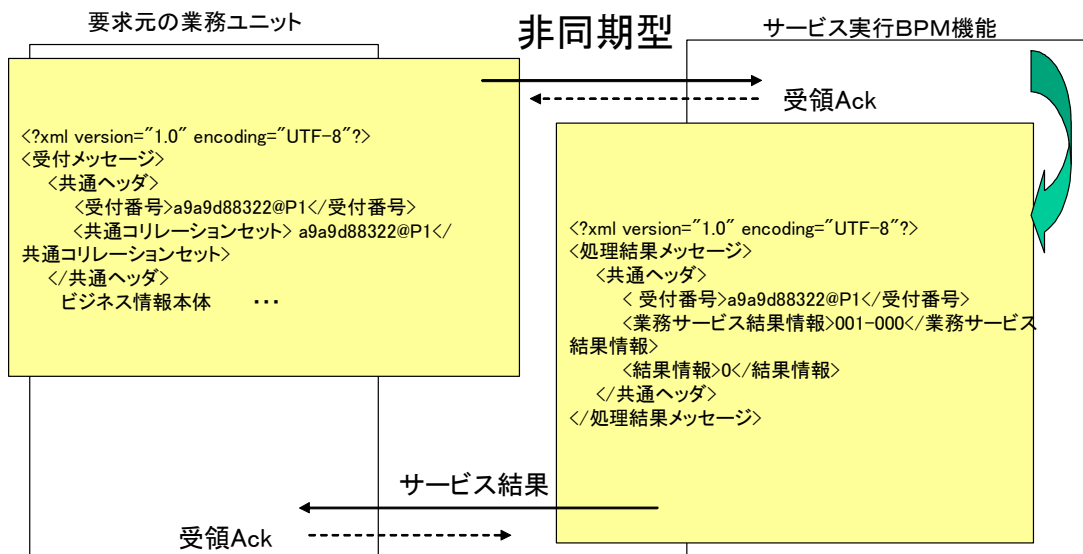 要求元の業務ユニット
非同期型
サービス実行BPM機能
受領Ack
<?xml version="1.0" encoding="UTF-8"?>
<受付メッセージ>
<共通ヘッダ>
<受付番号>a9a9d88322@P1</受付番号>
<共通コリレーションセット> a9a9d88322@P1</
共通コリレーションセット>
</共通ヘッダ>
ビジネス情報本体 ・・・
<?xml version="1.0" encoding="UTF-8"?>
<処理結果メッセージ>
<共通ヘッダ>
< 受付番号>a9a9d88322@P1</受付番号>
<業務サービス結果情報>001-000</業務サービス
結果情報>
<結果情報>0</結果情報>
</共通ヘッダ>
</処理結果メッセージ>
サービス結果
受領Ack